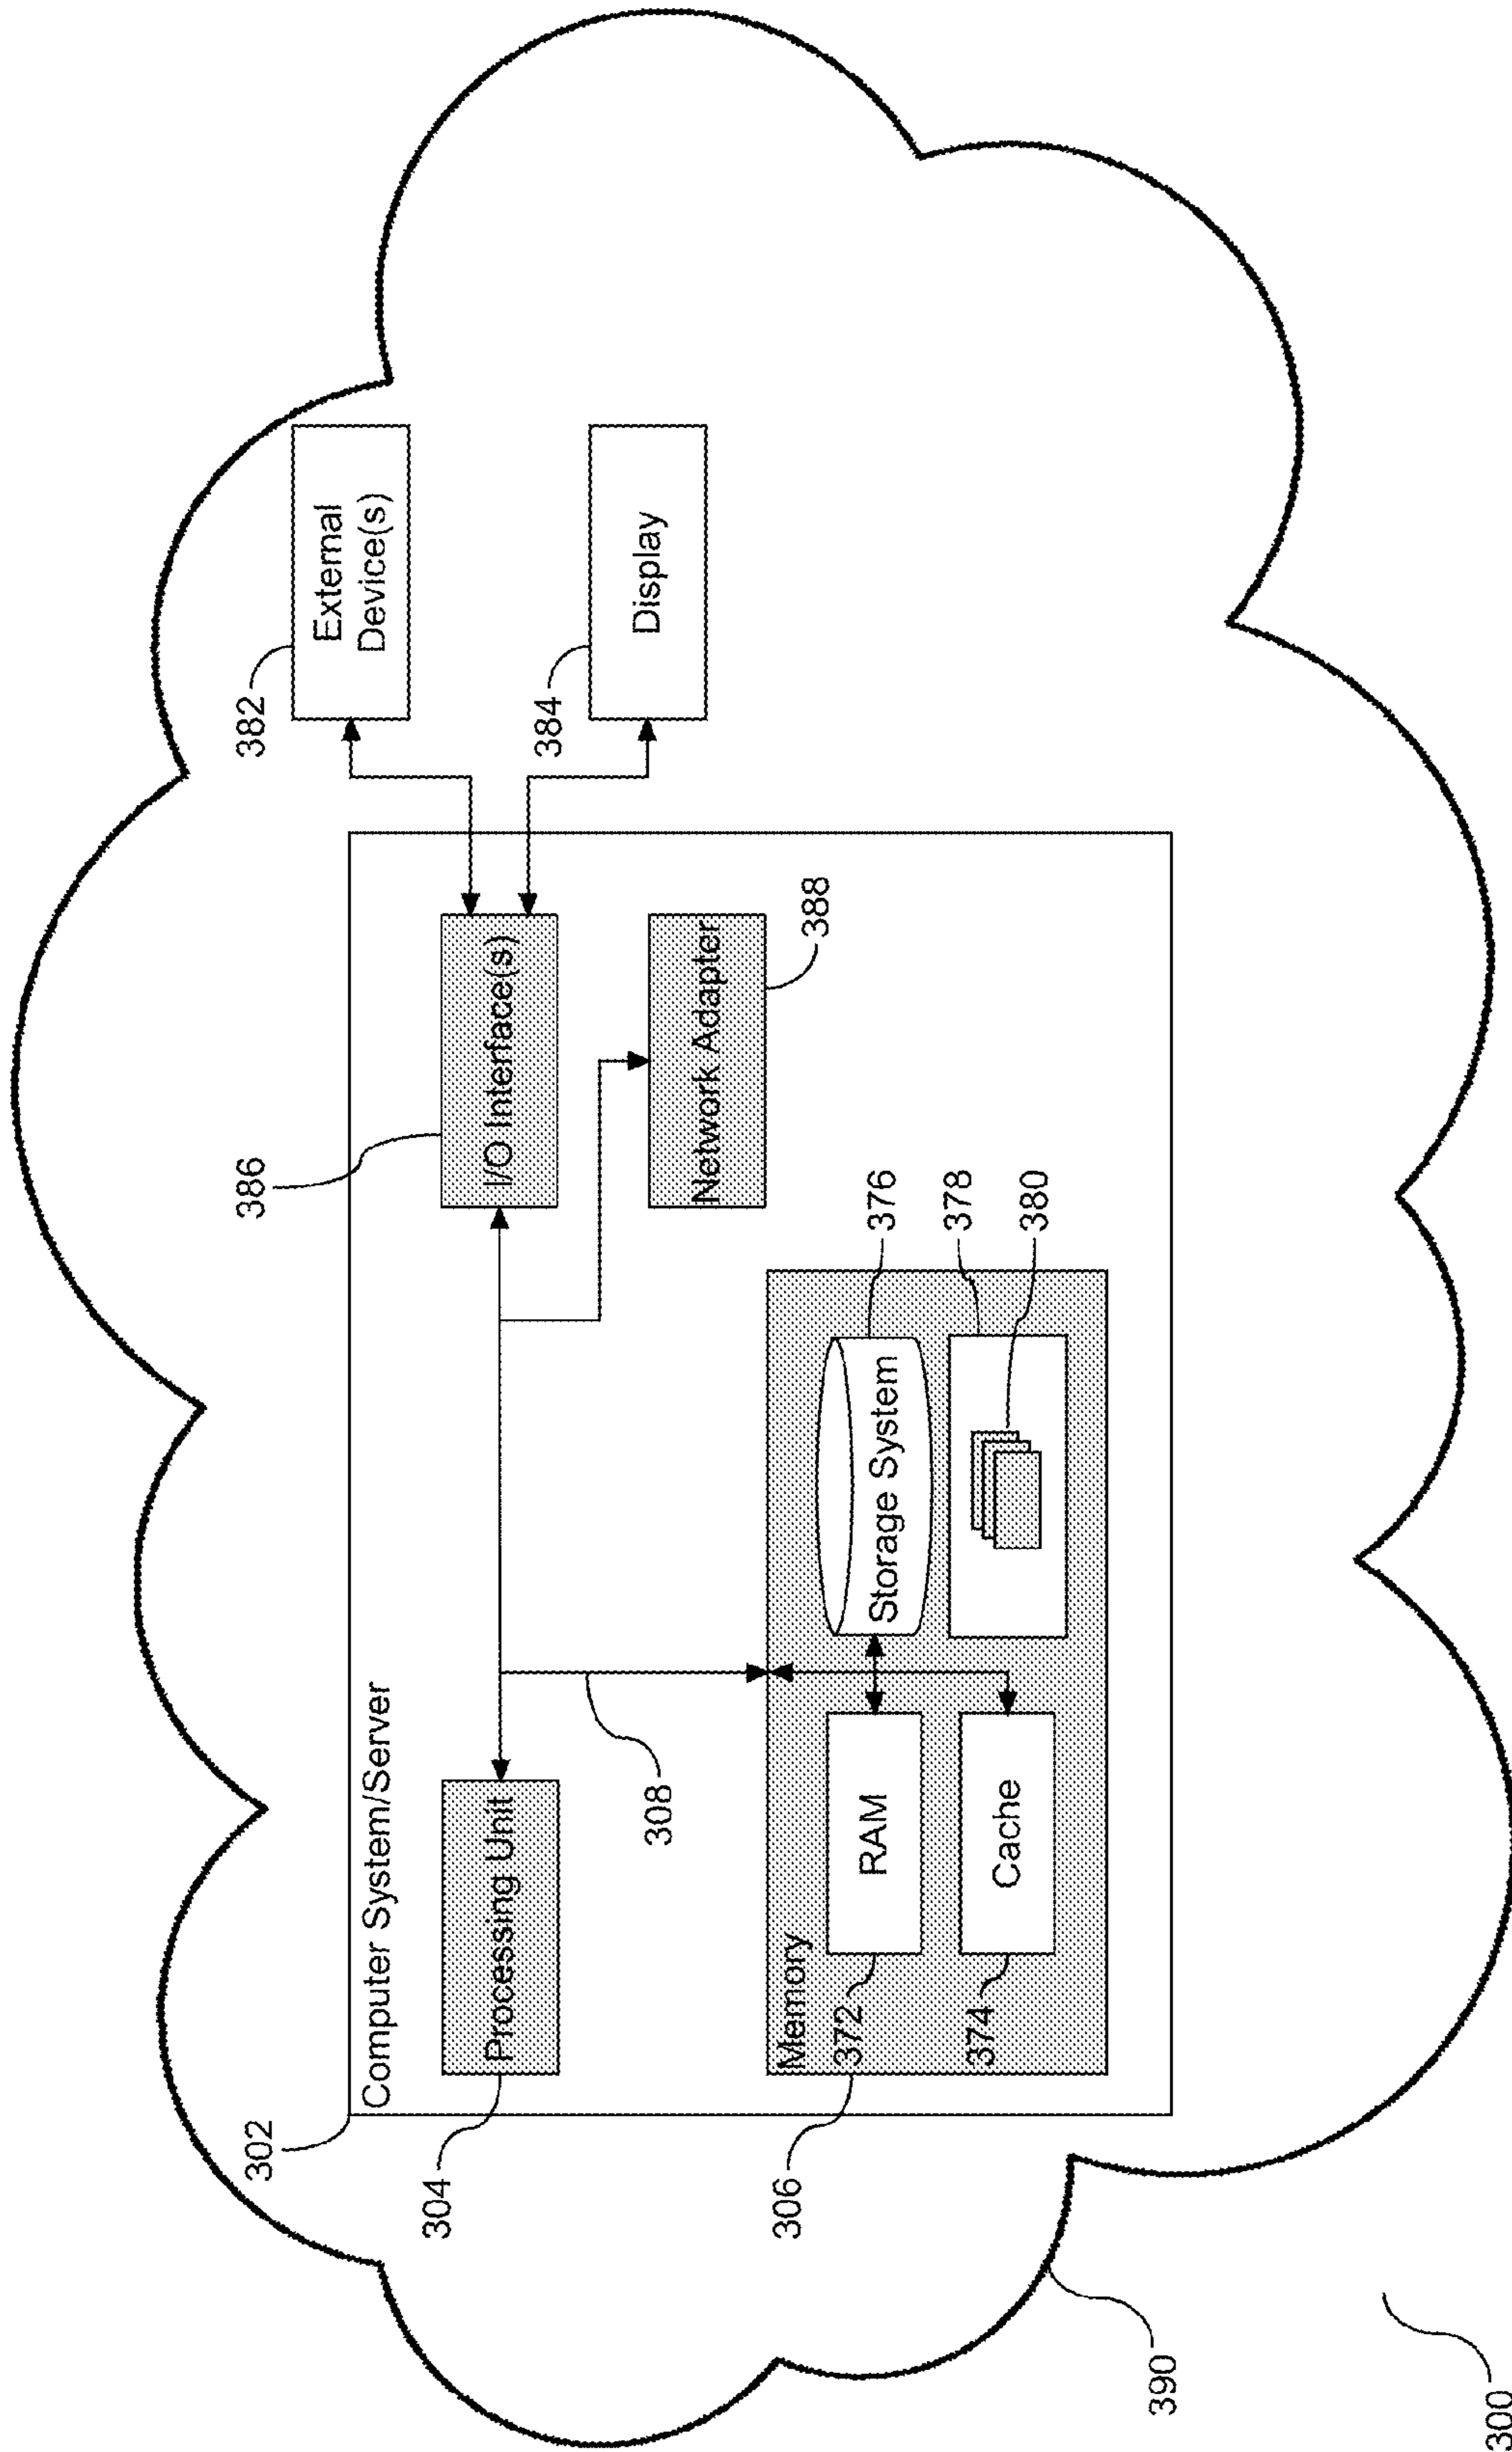 302
Computer System/Server
304
Processing Unit
386
I/O Interface(s)
382
External
Device(s)
384
Display
308
388
Network Adapter
306
Memory
372
RAM
376
Storage System
374
Cache
378
380
390
300